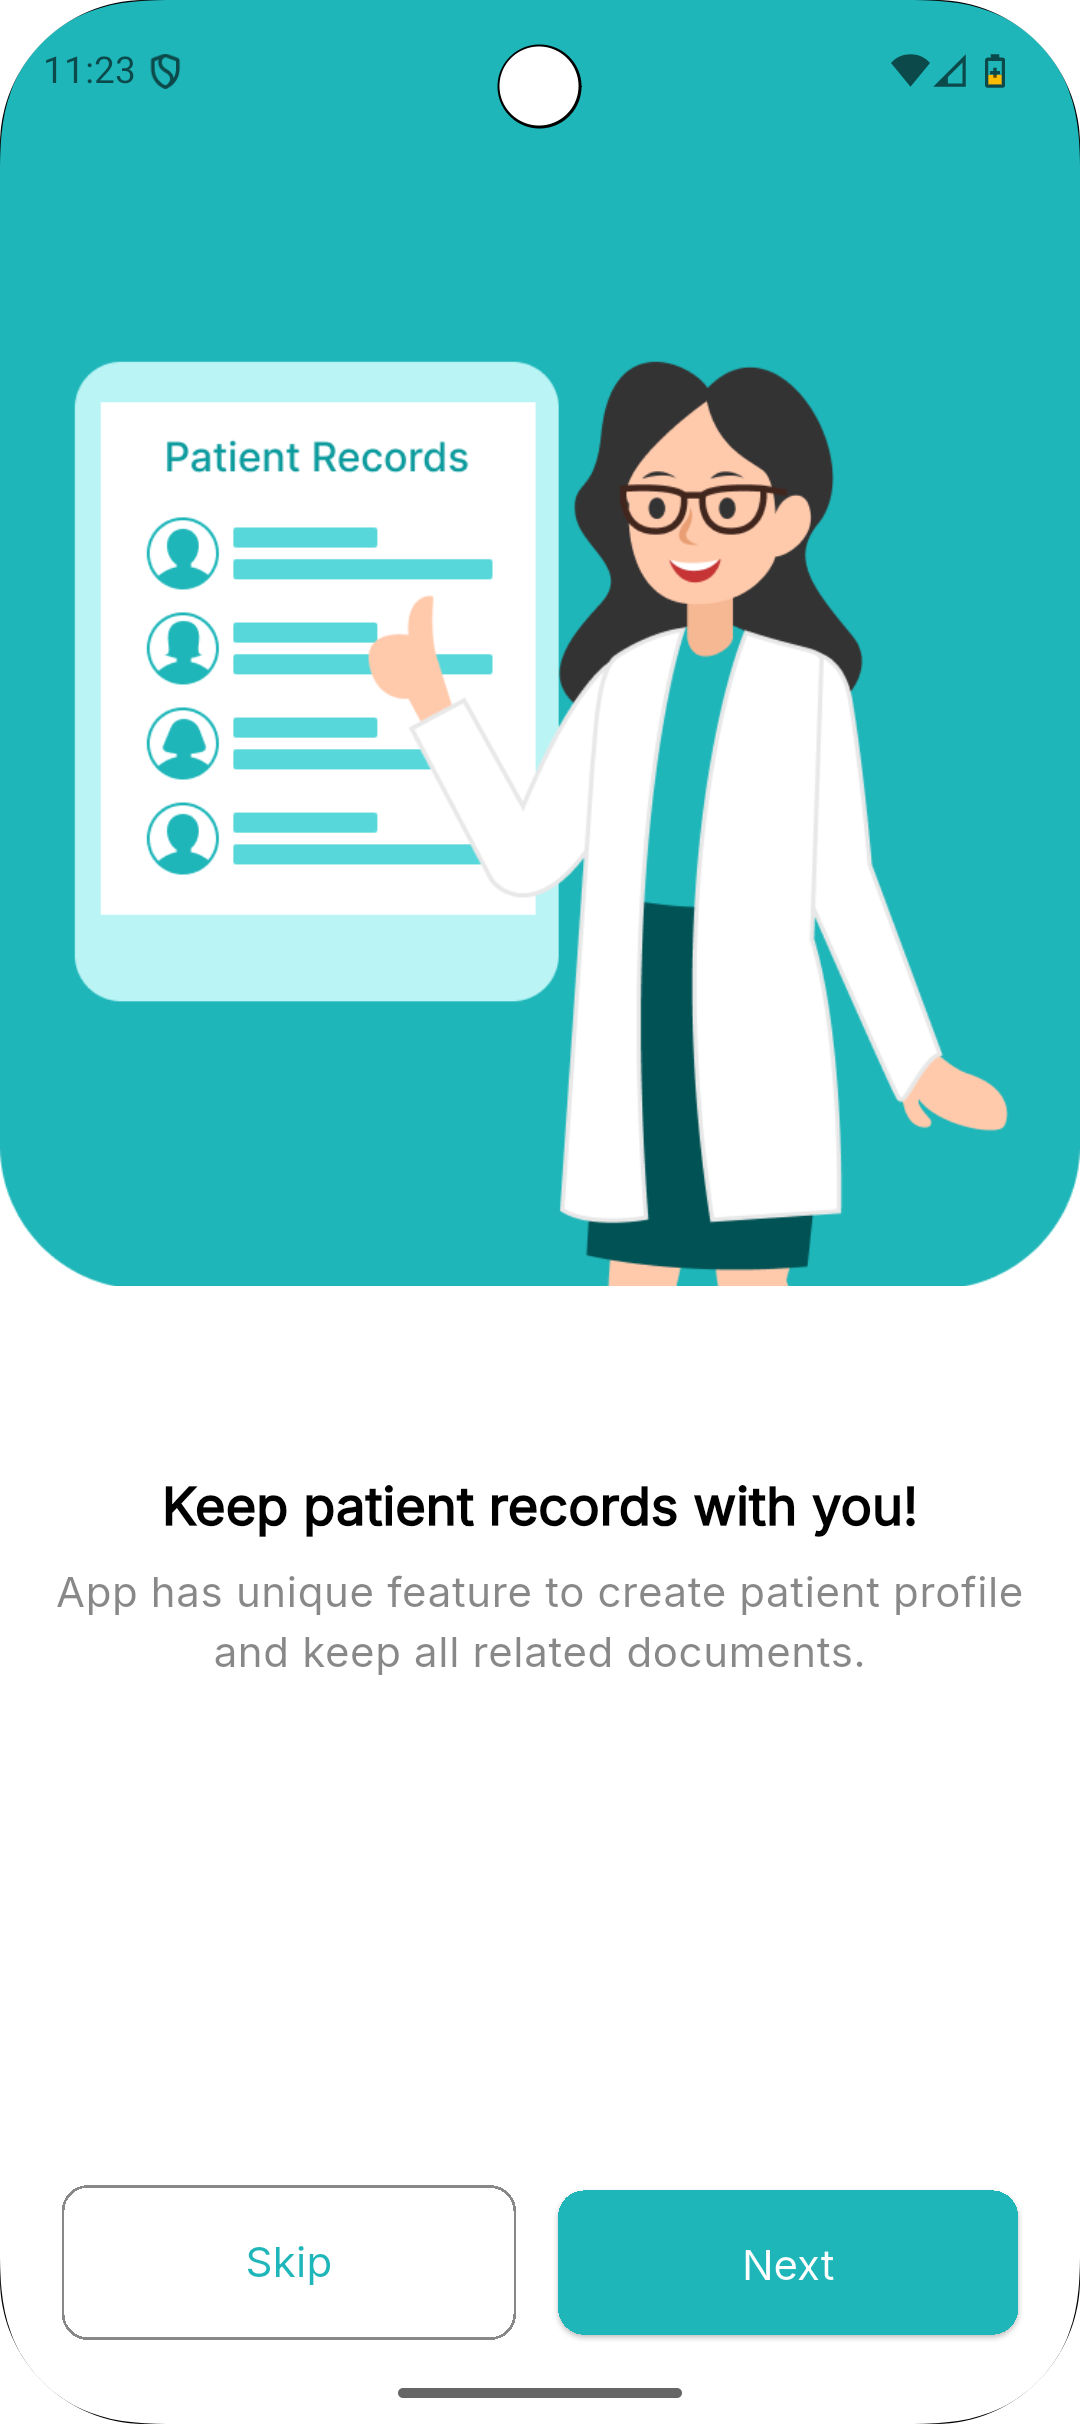 11:23
Patient Records
Keep patient records with you!
App has unique feature to create patient profile
and keep all related documents.
Skip
Next